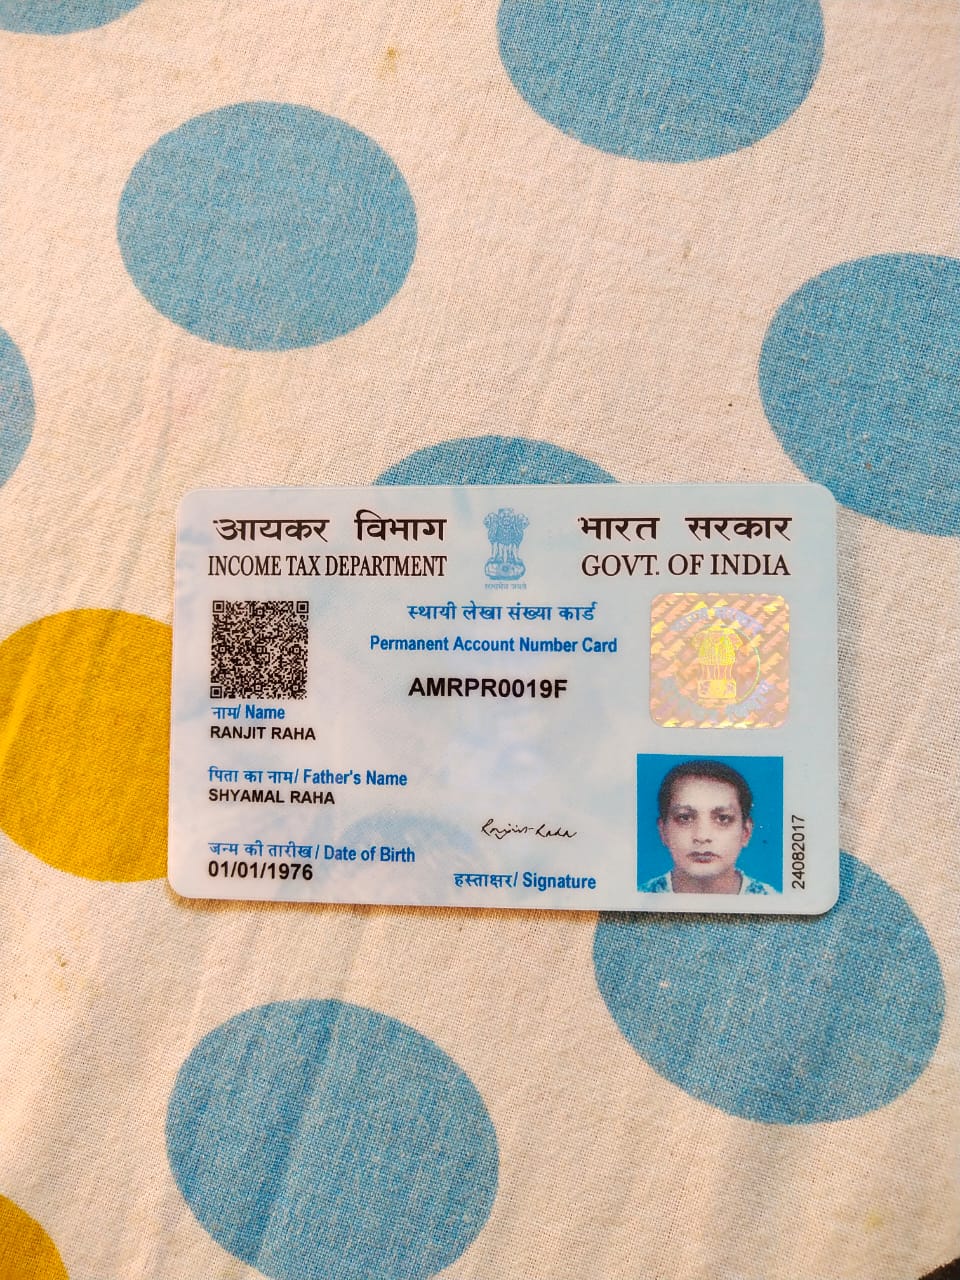 आयकर विभाग
INCOME TAX DEPARTMENT
भारत सरकार
GOVT. OF INDIA
सत्यमेव जयते
स्थायी लेखा संख्या कार्ड
Permanent Account Number Card
AMRPR0019F
नाम/ Name
RANJIT RAHA
पिता का नाम/ Father's Name
SHYAMAL RAHA
जन्म की तारीख/ Date of Birth
01/01/1976
Ranjit Raha
हस्ताक्षर/ Signature
24082017